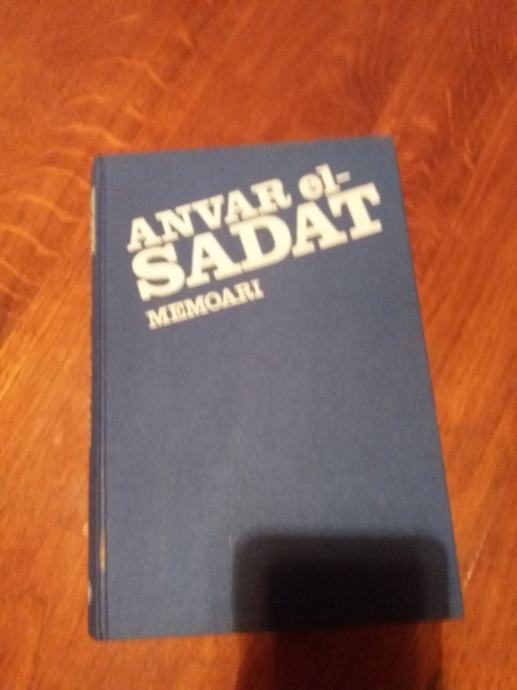 ANVAR el-
SADAT
MEMOARI